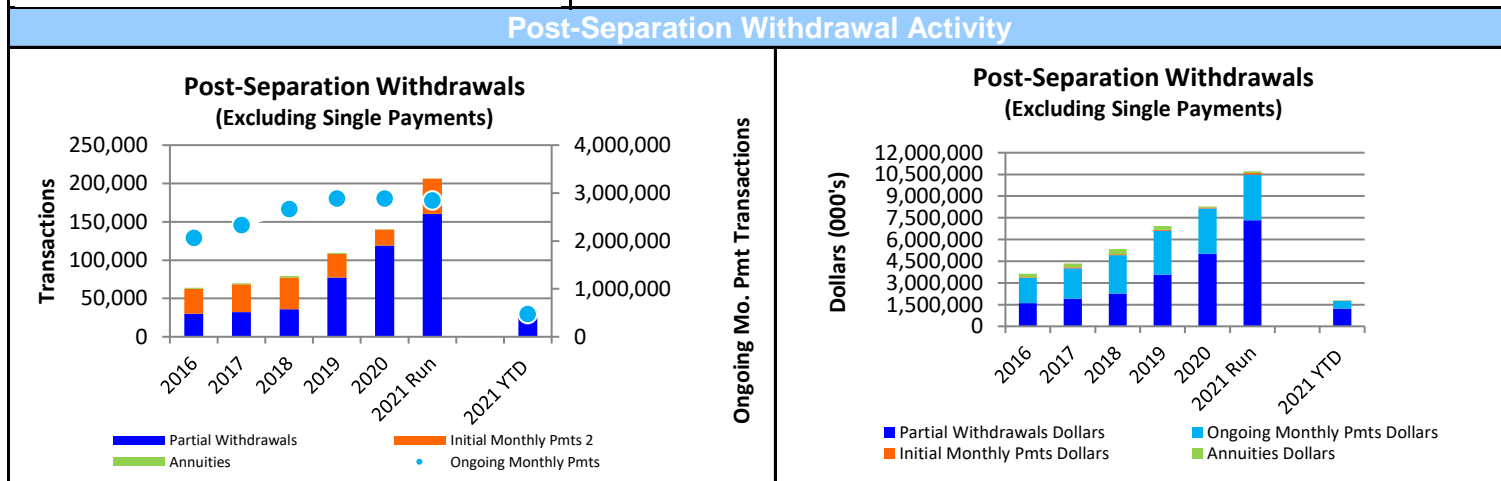 Post-Separation Withdrawal Activity
Post-Separation Withdrawals
(Excluding Single Payments)
Transactions
250,000
200,000
150,000
100,000
50,000
0
4,000,000
3,000,000
2,000,000
1,000,000
0
Ongoing Mo. Pmt Transactions
2016
2017
2018
2019
2020
2021 Run
2021 YTD
Partial Withdrawals
Initial Monthly Pmts 2
Annuities
Ongoing Monthly Pmts
Post-Separation Withdrawals
(Excluding Single Payments)
Dollars (000's)
12,000,000
10,500,000
9,000,000
7,500,000
6,000,000
4,500,000
3,000,000
1,500,000
0
2016
2017
2018
2019
2020
2021 Run
2021 YTD
Partial Withdrawals Dollars
Ongoing Monthly Pmts Dollars
Initial Monthly Pmts Dollars
Annuities Dollars